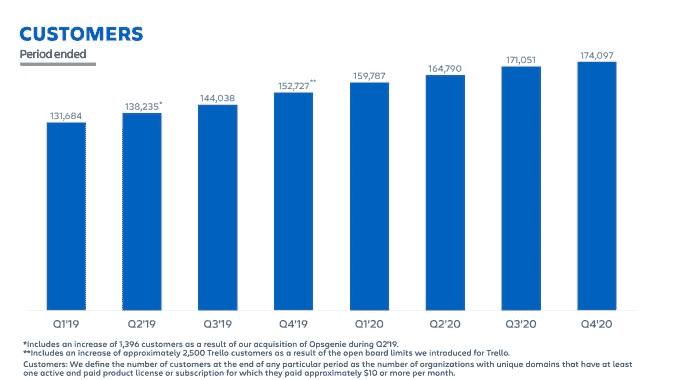 CUSTOMERS
Period ended
131,684
138,235*
144,038
152,727**
159,787
164,790
171,051
174,097
Q1'19
Q2'19
Q3'19
Q4'19
Q1'20
Q2'20
Q3'20
Q4'20
*Includes an increase of 1,396 customers as a result of our acquisition of Opsgenie during Q2'19.
**Includes an increase of approximately 2,500 Trello customers as a result of the open board limits we introduced for Trello.
Customers: We define the number of customers at the end of any particular period as the number of organizations with unique domains that have at least
one active and paid product license or subscription for which they paid approximately $10 or more per month.